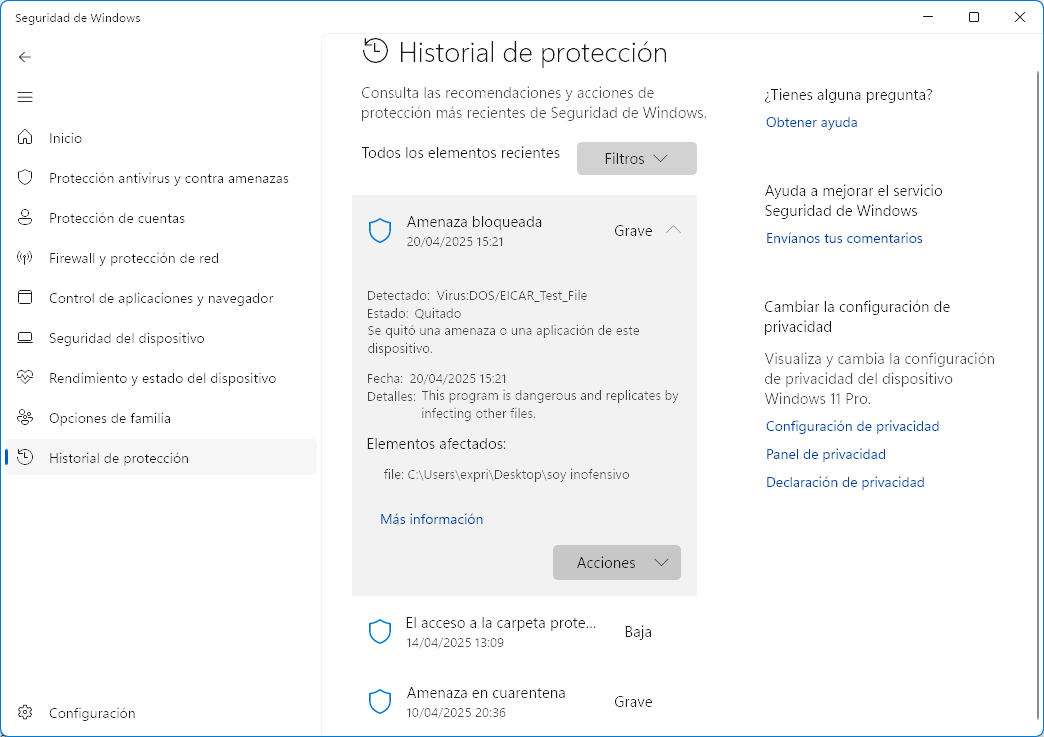 Seguridad de Windows
Inicio
Protección antivirus y contra amenazas
Protección de cuentas
Firewall y protección de red
Control de aplicaciones y navegador
Seguridad del dispositivo
Rendimiento y estado del dispositivo
Opciones de familia
Historial de protección
Configuración
Historial de protección
Consulta las recomendaciones y acciones de
protección más recientes de Seguridad de Windows.
Todos los elementos recientes
Filtros
Amenaza bloqueada
20/04/2025 15:21
Grave
Detectado: Virus:DOS/EICAR_Test_File
Estado: Quitado
Se quitó una amenaza o una aplicación de este
dispositivo.
Fecha: 20/04/2025 15:21
Detalles: This program is dangerous and replicates by
infecting other files.
Elementos afectados:
file: C:\Users\expri\Desktop\soy inofensivo
Más información
Acciones
El acceso a la carpeta prote...
14/04/2025 13:09
Baja
Amenaza en cuarentena
10/04/2025 20:36
Grave
¿Tienes alguna pregunta?
Obtener ayuda
Ayuda a mejorar el servicio
Seguridad de Windows
Envíanos tus comentarios
Cambiar la configuración de
privacidad
Visualiza y cambia la configuración
de privacidad del dispositivo
Windows 11 Pro.
Configuración de privacidad
Panel de privacidad
Declaración de privacidad